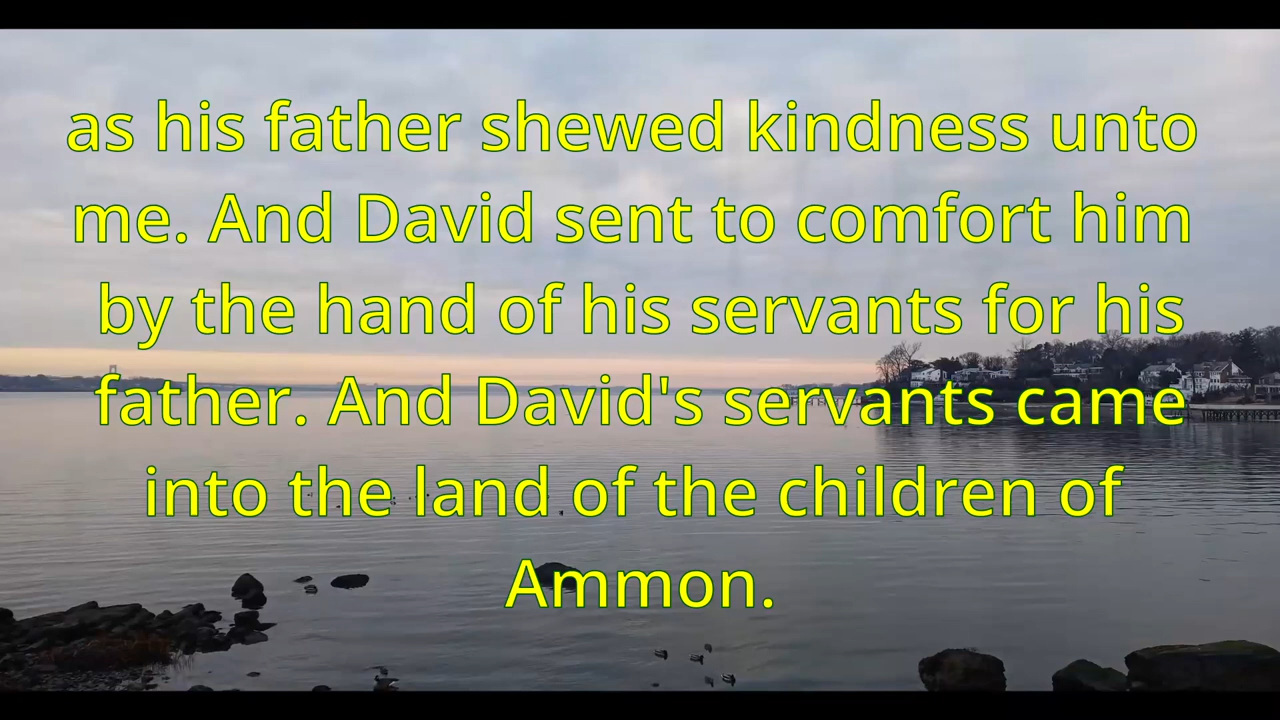 as his father shewed kindness unto
me. And David sent to comfort him
by the hand of his servants for his
father. And David's servants came
into the land of the children of
Ammon.